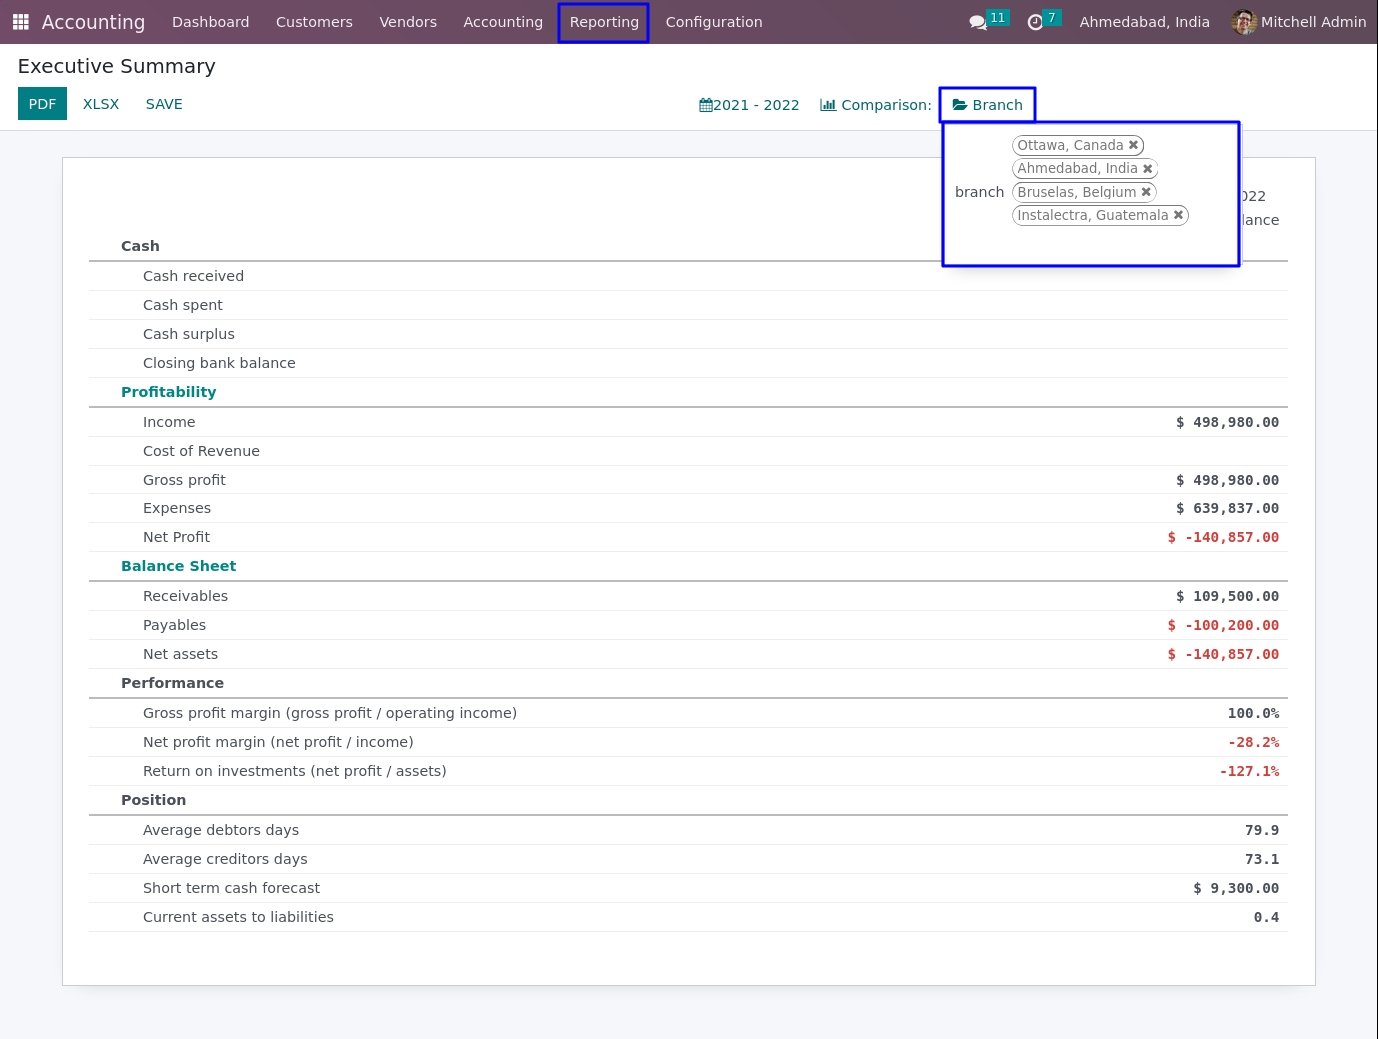 Accounting Dashboard Customers Vendors Accounting Reporting Configuration 11 7 Ahmedabad, India Mitchell Admin
Executive Summary
PDF XLSX SAVE 2021 - 2022 Comparison: Branch
Ottawa, Canada ✖
Ahmedabad, India ✖
branch Bruselas, Belgium ✖
Instalectra, Guatemala ✖
Cash
Cash received
Cash spent
Cash surplus
Closing bank balance
Profitability
Income $ 498,980.00
Cost of Revenue
Gross profit $ 498,980.00
Expenses $ 639,837.00
Net Profit $ -140,857.00
Balance Sheet
Receivables $ 109,500.00
Payables $ -100,200.00
Net assets $ -140,857.00
Performance
Gross profit margin (gross profit / operating income) 100.0%
Net profit margin (net profit / income) -28.2%
Return on investments (net profit / assets) -127.1%
Position
Average debtors days 79.9
Average creditors days 73.1
Short term cash forecast $ 9,300.00
Current assets to liabilities 0.4